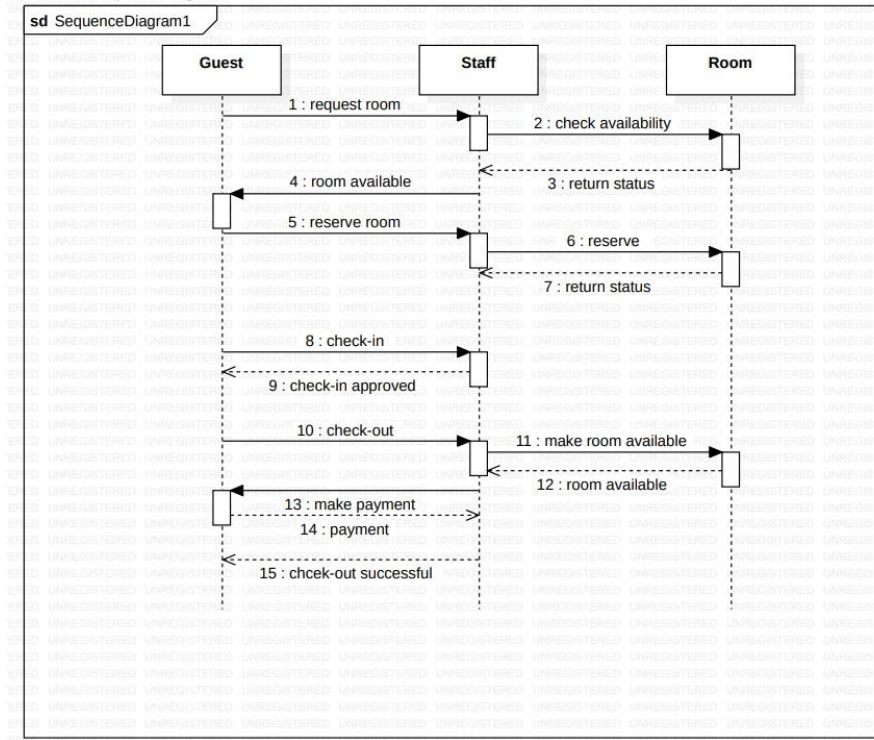 sd SequenceDiagram1
Guest
Staff
Room
1 : request room
2 : check availability
3 : return status
4 : room available
5 : reserve room
6 : reserve
7 : return status
8 : check-in
9 : check-in approved
10 : check-out
11 : make room available
12 : room available
13 : make payment
14 : payment
15 : chcek-out successful
UNREGISTERED